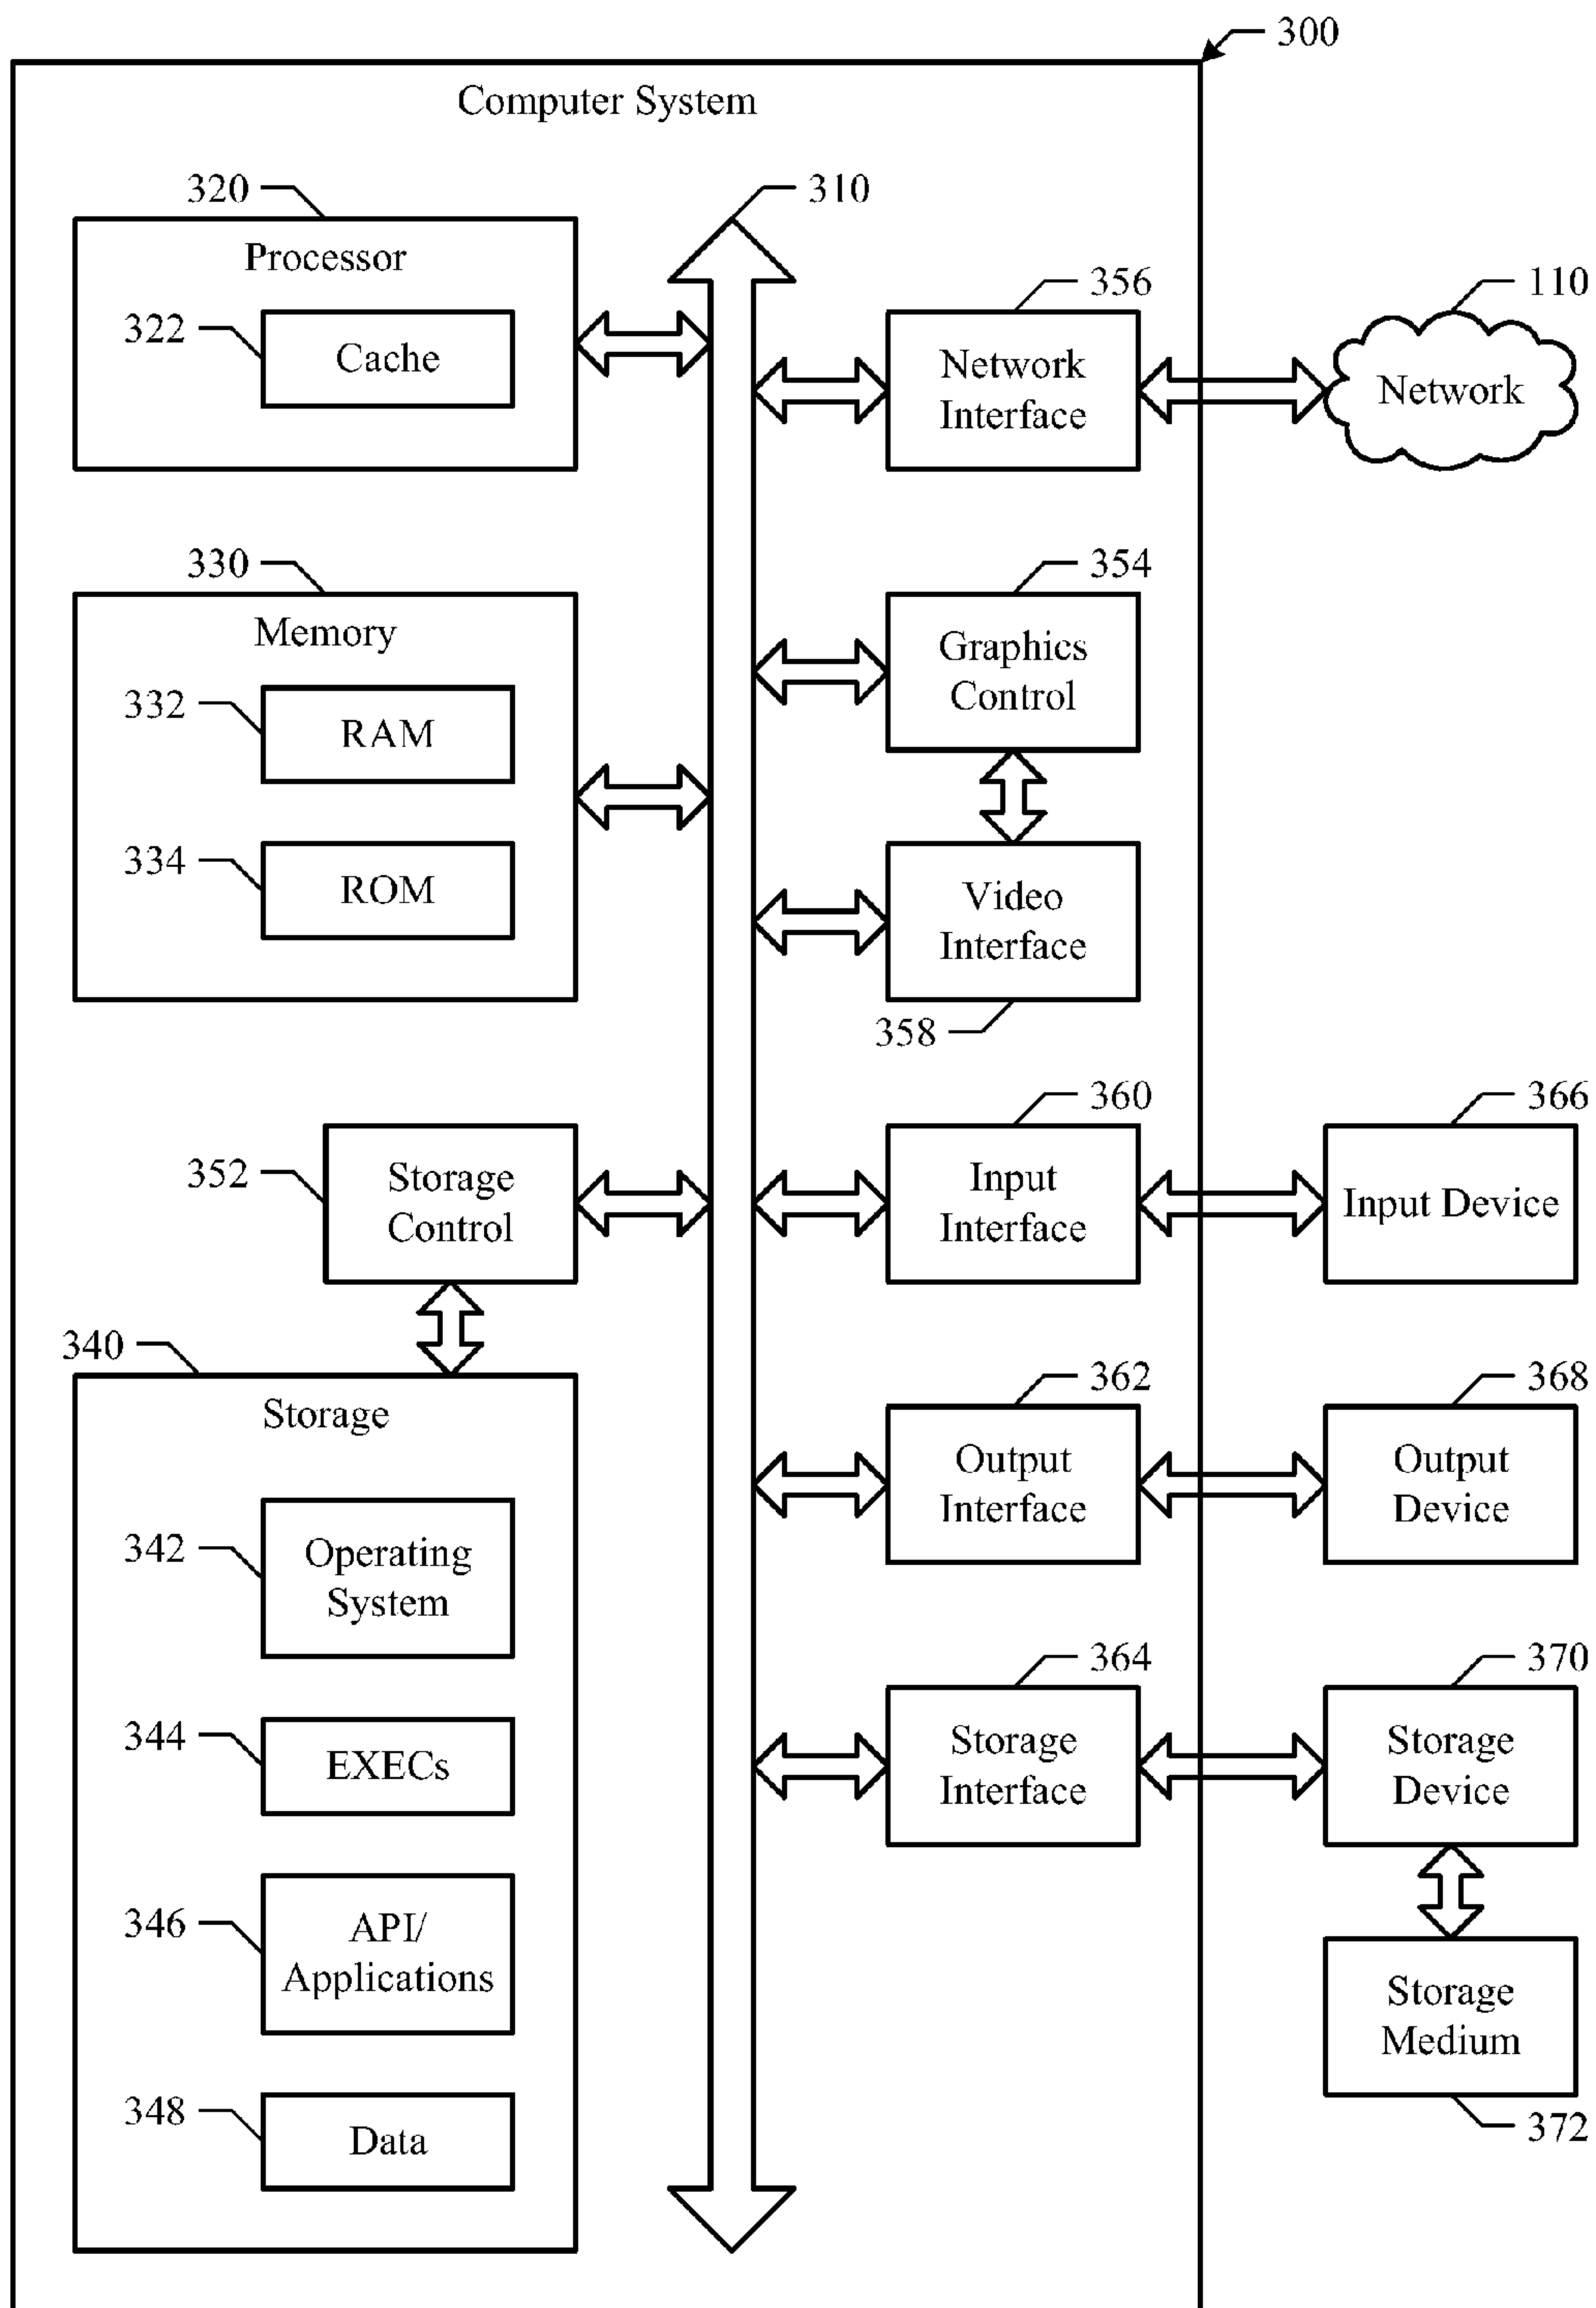 300
Computer System
320
310
Processor
356
110
322
Cache
Network
Interface
Network
330
354
Memory
Graphics
Control
332
RAM
334
ROM
Video
Interface
358
360
366
352
Storage
Control
Input
Interface
Input Device
340
362
368
Storage
Output
Interface
Output
Device
342
Operating
System
364
370
344
EXECs
Storage
Interface
Storage
Device
346
API/
Applications
Storage
Medium
348
Data
372